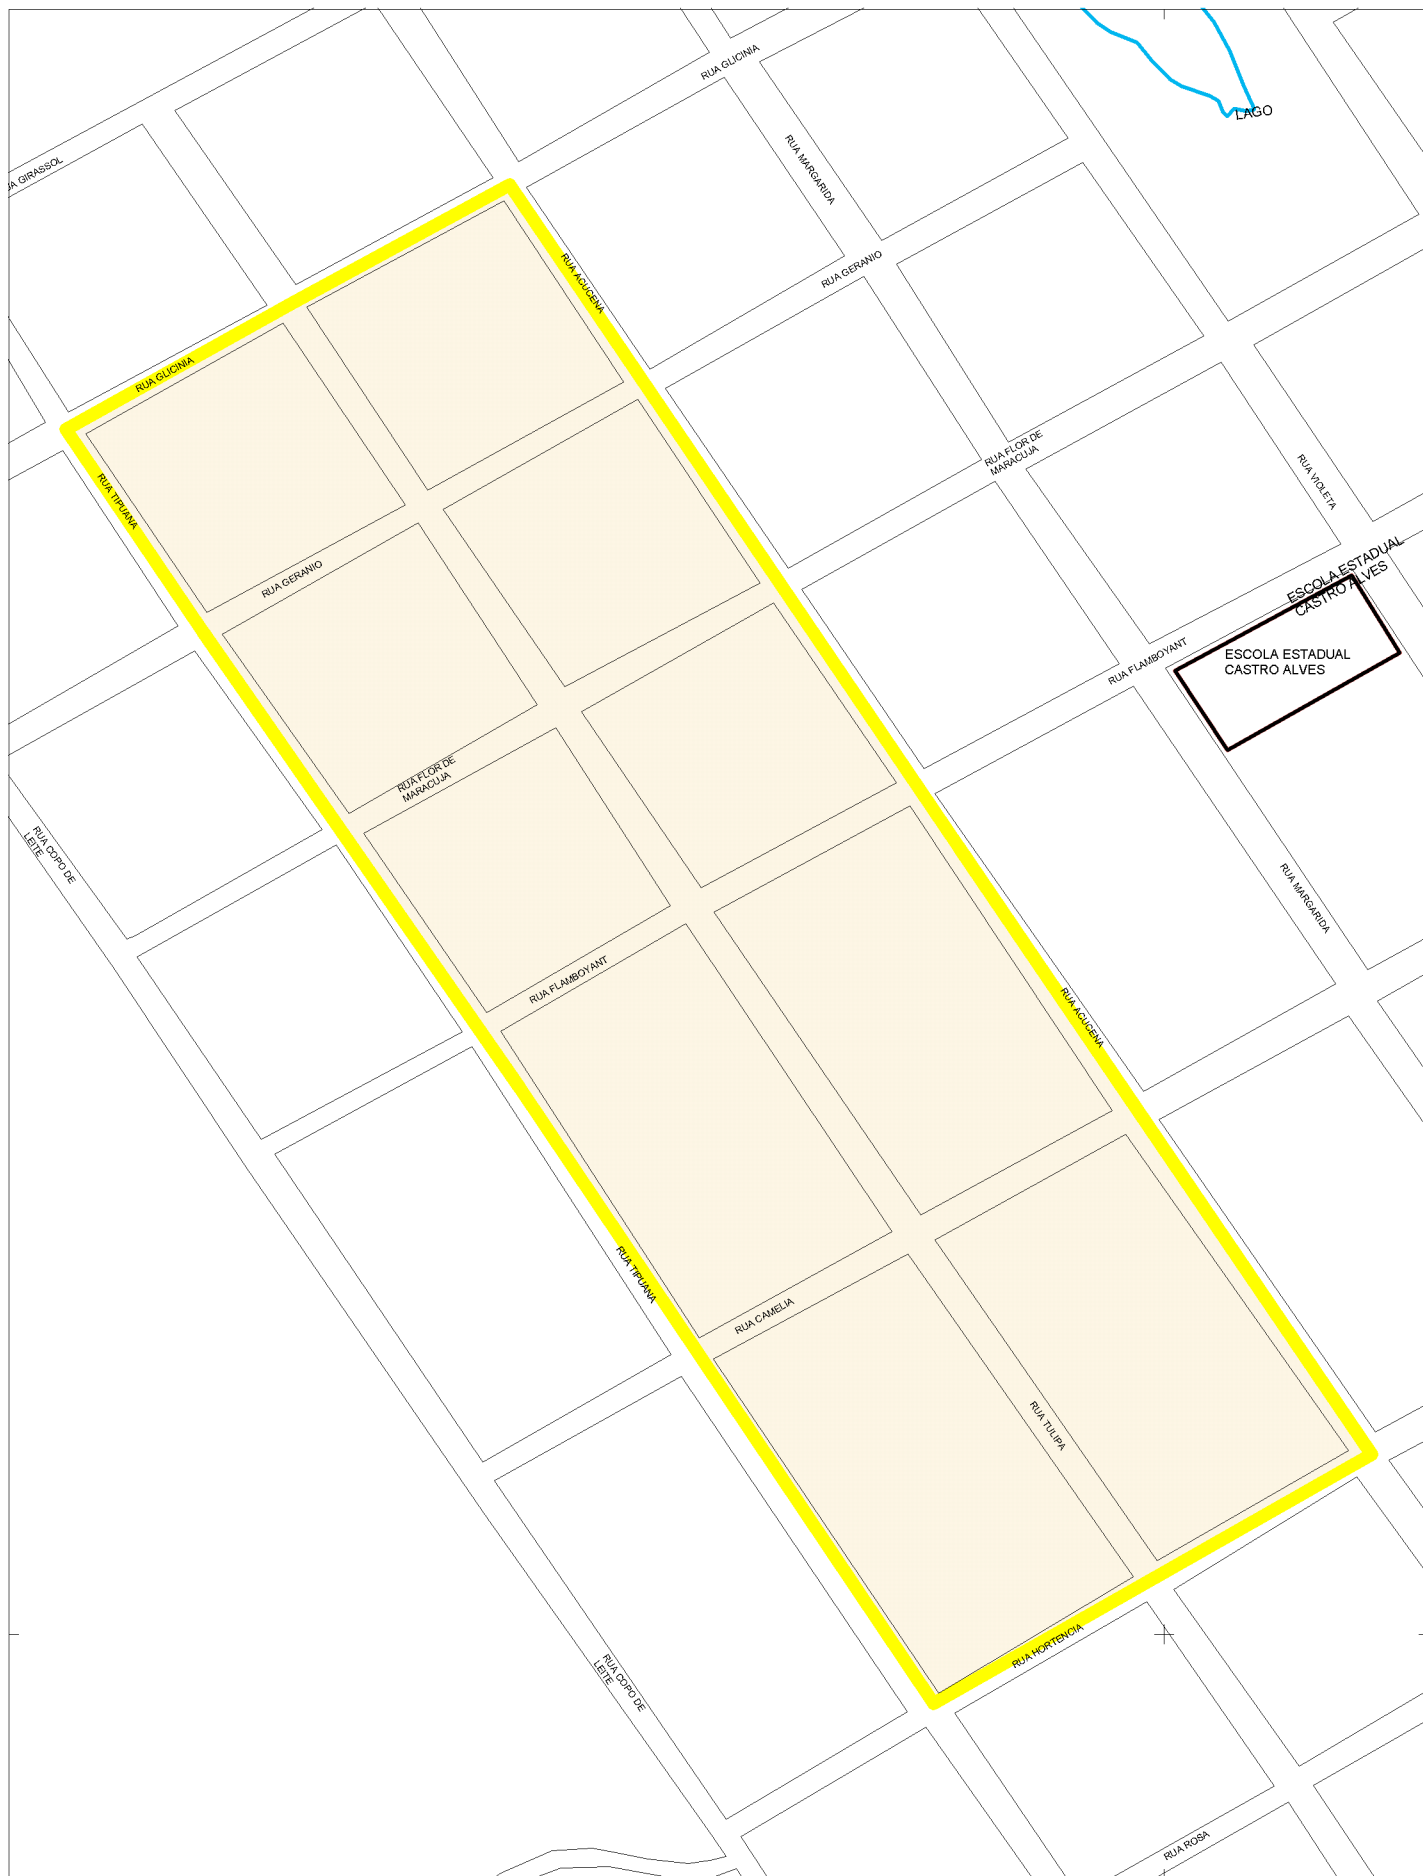 RUA GLICINIA
LAGO
RUA MARGARIDA
UA GIRASSOL
RUA ACUCENA
RUA GERANIO
RUA GLICINIA
RUA FLOR DE
MARACUJA
RUA VIOLETA
RUA TIPUANA
ESCOLA ESTADUAL
CASTRO ALVES
RUA GERANIO
ESCOLA ESTADUAL
CASTRO ALVES
RUA FLAMBOYANT
RUA FLOR DE
MARACUJA
RUA COPO DE
LEITE
RUA MARGARIDA
RUA FLAMBOYANT
RUA ACUCENA
RUA TIPUANA
RUA CAMELIA
RUA TULIPA
RUA HORTENCIA
RUA COPO DE
LEITE
RUA ROSA